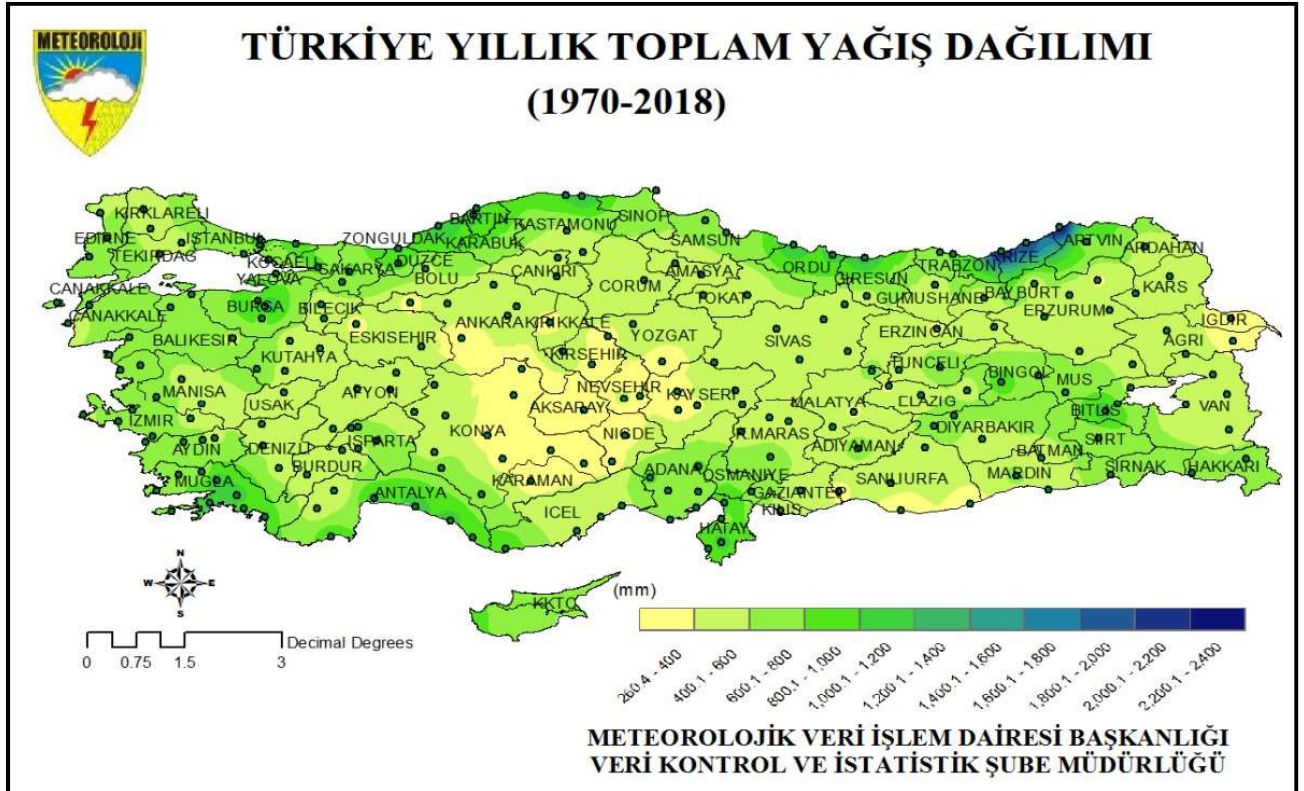 METEOROLOJI
TÜRKİYE YILLIK TOPLAM YAĞIŞ DAĞILIMI
(1970-2018)
KIRKLARELI
EDIRNE
TEKIRDAG
ISTANBUL
KOCAELI
YALOVA
SAKARYA
ZONGULDAK
BARTIN
KARABUK
KASTAMONU
SINOP
DUZCE
BOLU
CANKIRI
SAMSUN
AMASYA
CORUM
TOKAT
ORDU
GIRESUN
TRABZON
RIZE
ARTVIN
ARDAHAN
GUMUSHANE
BAYBURT
KARS
ERZURUM
IGDIR
AGRI
CANAKKALE
CANAKKALE
BURSA
BILECIK
BALIKESIR
ESKISEHIR
KUTAHYA
ANKARA
KIRIKKALE
YOZGAT
SIVAS
ERZINCAN
TUNCELI
BINGOL
MUS
KIRSEHIR
NEVSEHIR
KAYSERI
MANISA
USAK
AFYON
IZMIR
AKSARAY
KONYA
NIGDE
MALATYA
ELAZIG
BITLIS
VAN
DIYARBAKIR
K.MARAS
ADIYAMAN
SIIRT
BATMAN
MARDIN
SIRNAK
HAKKARI
AYDIN
DENIZLI
ISPARTA
BURDUR
MUGLA
ANTALYA
KARAMAN
ICEL
ADANA
OSMANIYE
GAZIANTEP
KILIS
SANLIURFA
HATAY
KKTC
N
W E
S
Decimal Degrees
0 0.75 1.5 3
(mm)
260.4 - 400
400.1 - 600
600.1 - 800
800.1 - 1,000
1,000.1 - 1,200
1,200.1 - 1,400
1,400.1 - 1,600
1,600.1 - 1,800
1,800.1 - 2,000
2,000.1 - 2,200
2,200.1 - 2,400
METEOROLOJİK VERİ İŞLEM DAİRESİ BAŞKANLIĞI
VERİ KONTROL VE İSTATİSTİK ŞUBE MÜDÜRLÜĞÜ